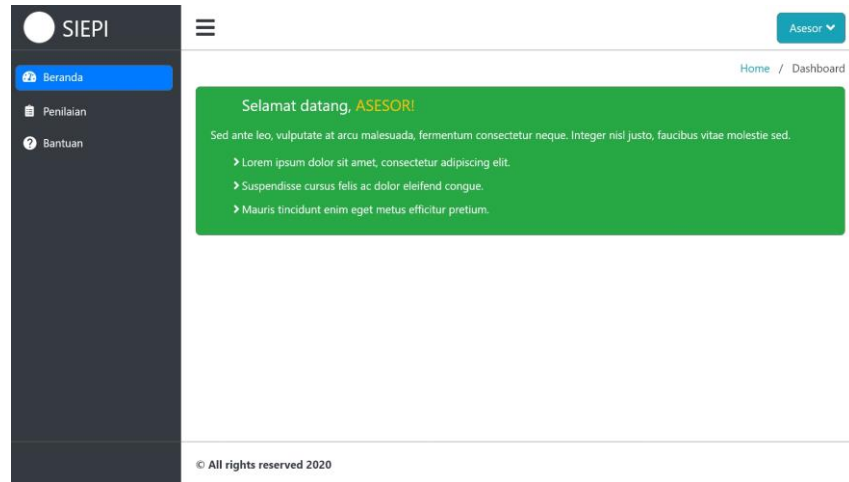 SIEPI
Asesor
Home / Dashboard
Beranda
Penilaian
Bantuan
Selamat datang, ASESOR!
Sed ante leo, vulputate at arcu malesuada, fermentum consectetur neque. Integer nisl justo, faucibus vitae molestie sed.
Lorem ipsum dolor sit amet, consectetur adipiscing elit.
Suspendisse cursus felis ac dolor eleifend congue.
Mauris tincidunt enim eget metus efficitur pretium.
© All rights reserved 2020